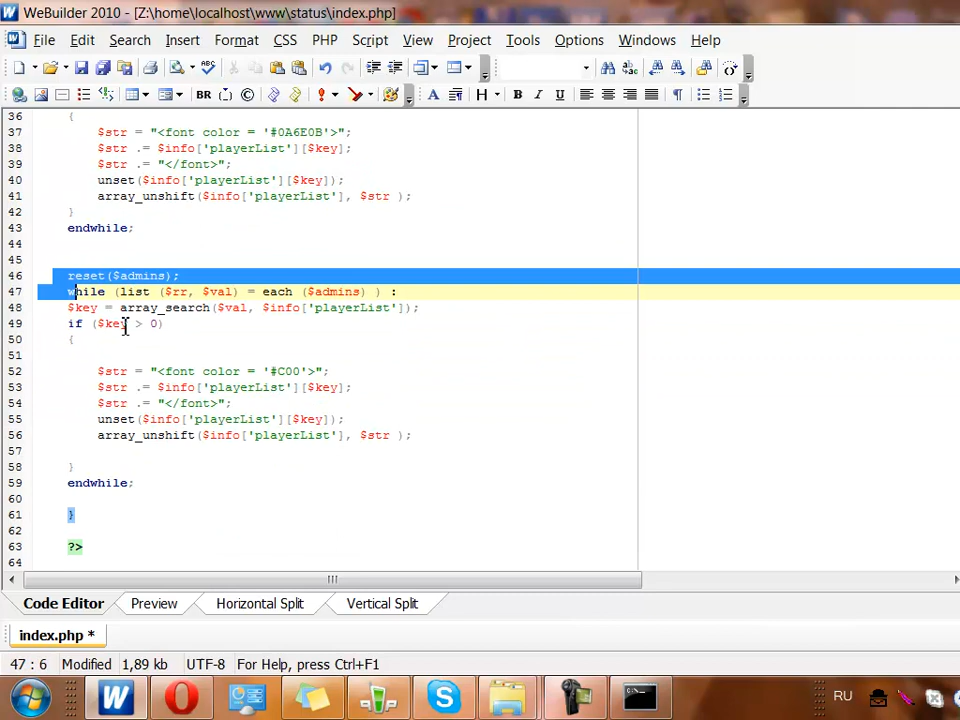 WeBuilder 2010 - [Z:\home\localhost\www\status\index.php]
File Edit Search Insert Format CSS PHP Script View Project Tools Options Windows Help
BR H B I U
36 {
37 $str = "<font color = '#0A6E0B'>";
38 $str .= $info['playerList'][$key];
39 $str .= "</font>";
40 unset($info['playerList'][$key]);
41 array_unshift($info['playerList'], $str );
42 }
43 endwhile;
44
45
46 reset($admins);
47 while (list ($rr, $val) = each ($admins) ) :
48 $key = array_search($val, $info['playerList']);
49 if ($key > 0)
50 {
51
52 $str = "<font color = '#C00'>";
53 $str .= $info['playerList'][$key];
54 $str .= "</font>";
55 unset($info['playerList'][$key]);
56 array_unshift($info['playerList'], $str );
57
58 }
59 endwhile;
60
61 }
62
63 ?>
64
Code Editor Preview Horizontal Split Vertical Split
index.php *
47 : 6 Modified 1,89 kb UTF-8 For Help, press Ctrl+F1
RU